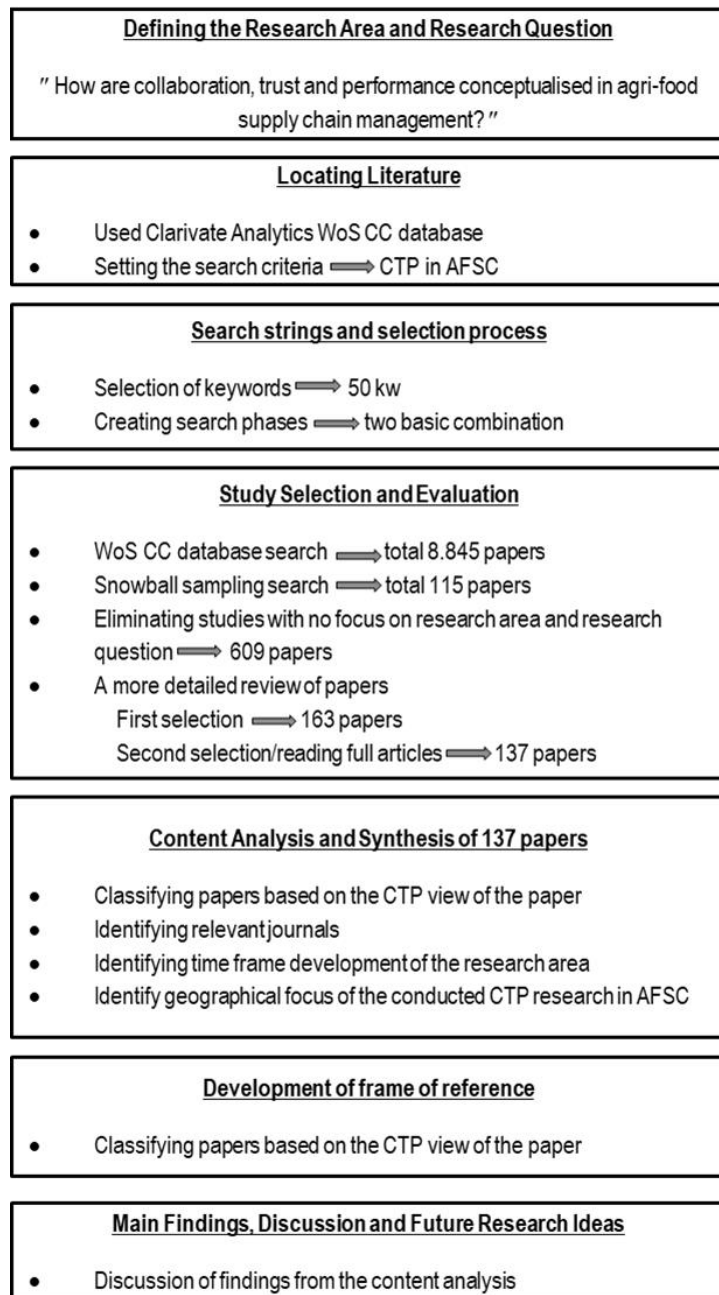 Defining the Research Area and Research Question
" How are collaboration, trust and performance conceptualised in agri-food
supply chain management? "
Locating Literature
● Used Clarivate Analytics WoS CC database
● Setting the search criteria ⟹ CTP in AFSC
Search strings and selection process
● Selection of keywords ⟹ 50 kw
● Creating search phases ⟹ two basic combination
Study Selection and Evaluation
● WoS CC database search ⟹ total 8.845 papers
● Snowball sampling search ⟹ total 115 papers
● Eliminating studies with no focus on research area and research
question ⟹ 609 papers
● A more detailed review of papers
First selection ⟹ 163 papers
Second selection/reading full articles ⟹ 137 papers
Content Analysis and Synthesis of 137 papers
● Classifying papers based on the CTP view of the paper
● Identifying relevant journals
● Identifying time frame development of the research area
● Identify geographical focus of the conducted CTP research in AFSC
Development of frame of reference
● Classifying papers based on the CTP view of the paper
Main Findings, Discussion and Future Research Ideas
● Discussion of findings from the content analysis